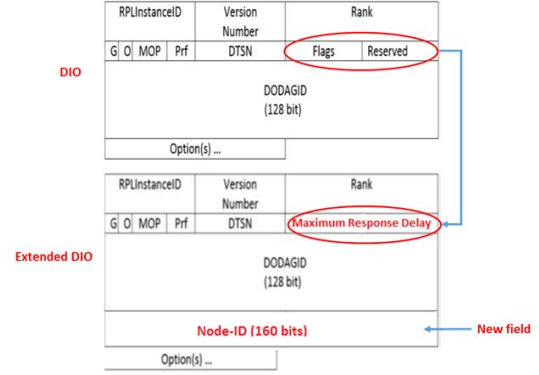 RPLInstanceID Version Number Rank
G O MOP Prf DTSN Flags Reserved
DIO
DODAGID
(128 bit)
Option(s) ...
RPLInstanceID Version Number Rank
G O MOP Prf DTSN Maximum Response Delay
Extended DIO
DODAGID
(128 bit)
Node-ID (160 bits)
New field
Option(s) ...